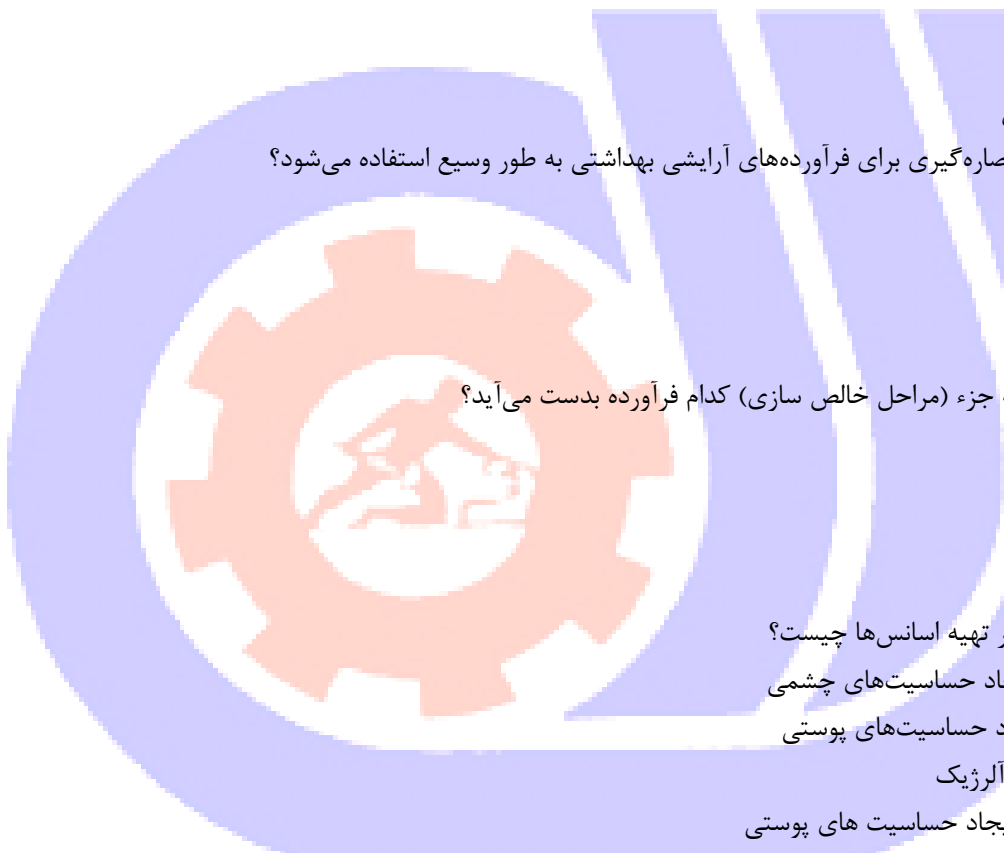 گیری برای فرآورده‌های آرایشی بهداشتی به طور وسیع استفاده می‌شود؟
جزء (مراحل خالص سازی) کدام فرآورده بدست می‌آید؟
تهیه اسانس‌ها چیست؟
حساسیت‌های چشمی
حساسیت‌های پوستی
آلرژیک
یجاد حساسیت های پوستی